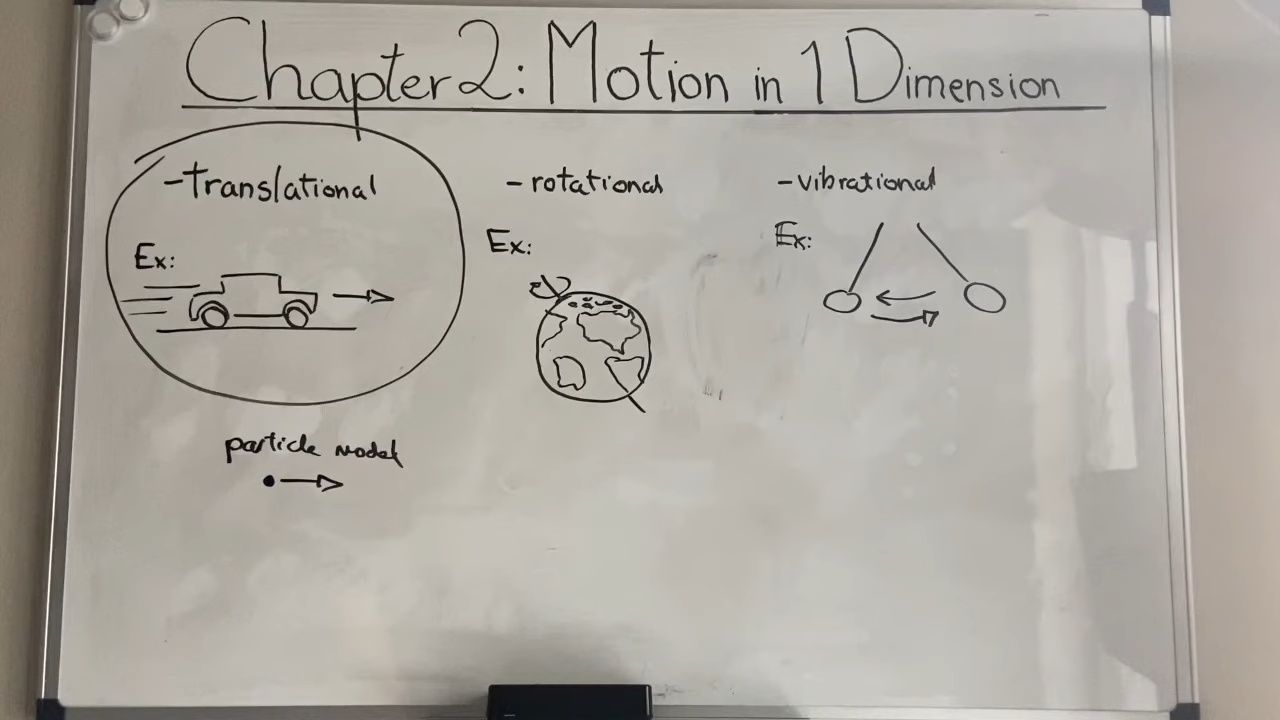 Chapter 2: Motion in 1 Dimension
-translational
Ex:
-rotational
Ex:
-vibrational
Ex:
particle model